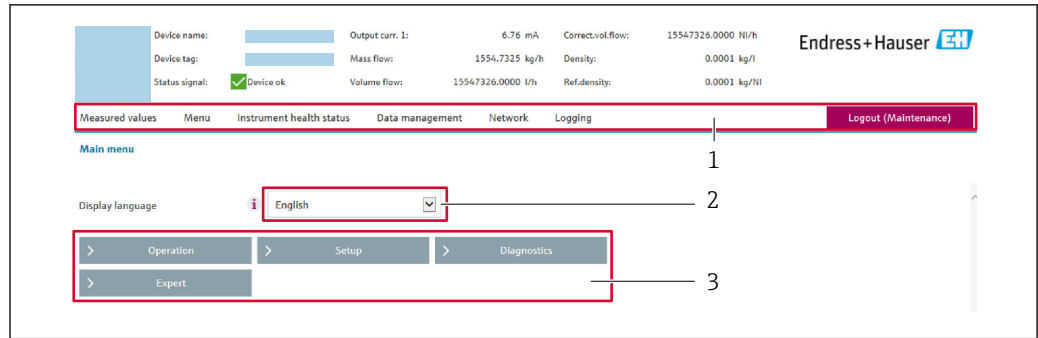 Device name: Output curr. 1: 6.76 mA Correct.vol.flow: 15547326.0000 Nl/h
Endress+Hauser EH
Device tag: Mass flow: 1554.7325 kg/h Density: 0.0001 kg/l
Status signal: Device ok Volume flow: 15547326.0000 l/h Ref.density: 0.0001 kg/Nl
Measured values Menu Instrument health status Data management Network Logging Logout (Maintenance)
1
Main menu
Display language i English 2
> Operation > Setup > Diagnostics
> Expert 3